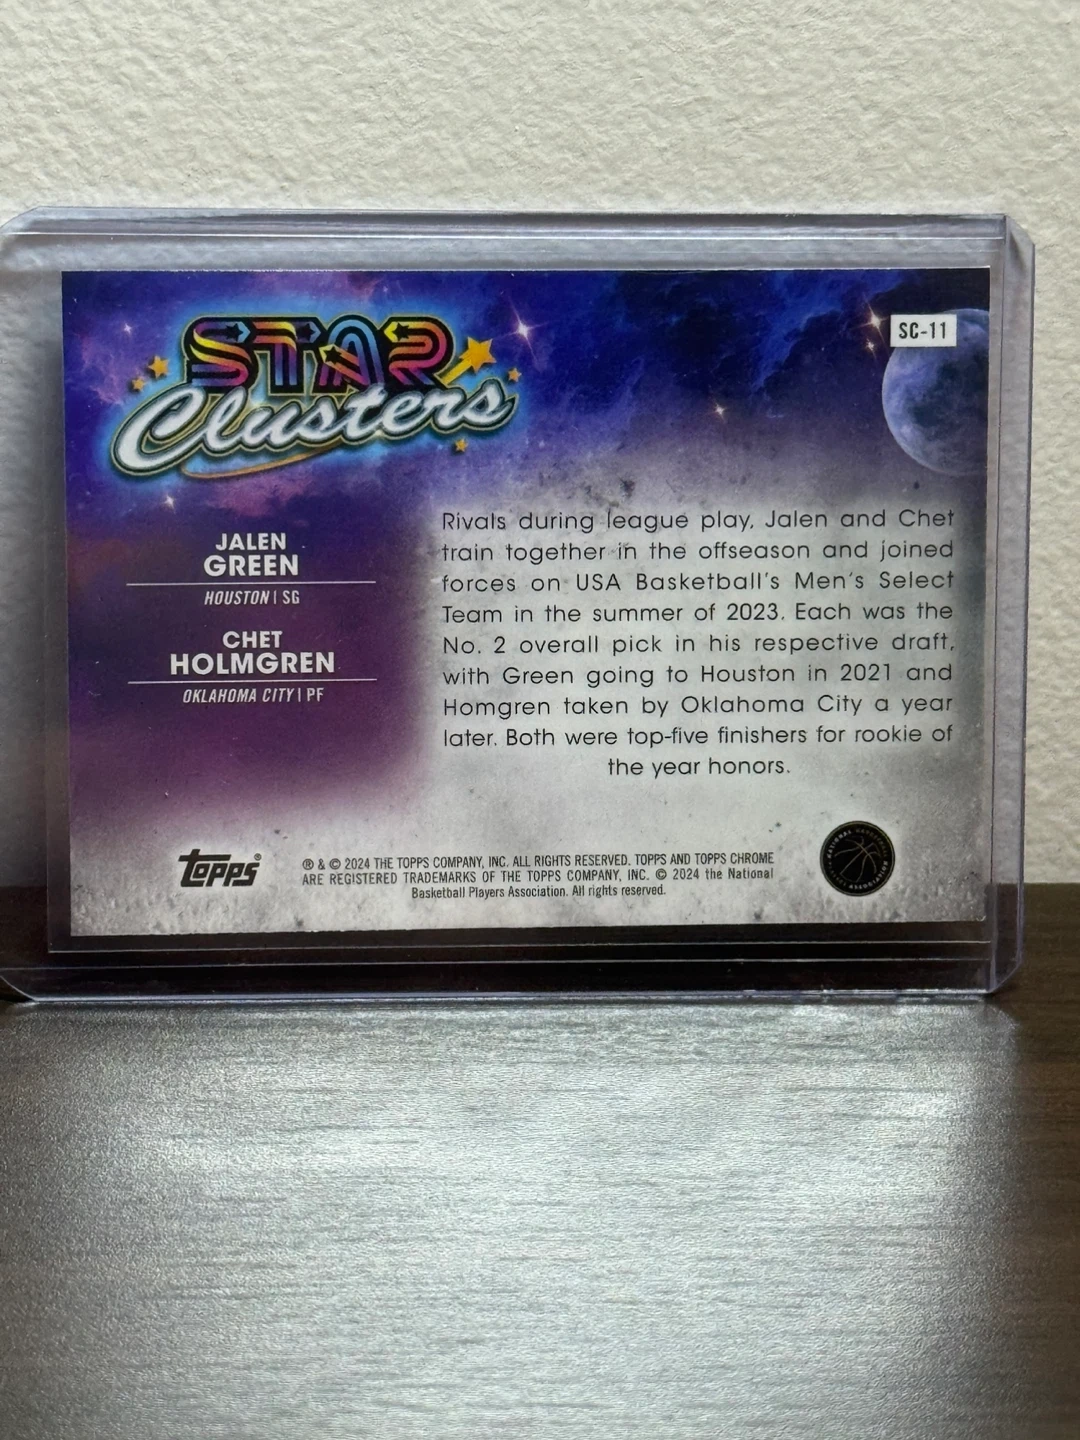 STAR
Clusters
SC-11
JALEN
GREEN
HOUSTON | SG
CHET
HOLMGREN
OKLAHOMA CITY | PF
Rivals during league play, Jalen and Chet
train together in the offseason and joined
forces on USA Basketball's Men's Select
Team in the summer of 2023. Each was the
No. 2 overall pick in his respective draft,
with Green going to Houston in 2021 and
Homgren taken by Oklahoma City a year
later. Both were top-five finishers for rookie of
the year honors.
topps®
® & © 2024 THE TOPPS COMPANY, INC. ALL RIGHTS RESERVED. TOPPS AND TOPPS CHROME
ARE REGISTERED TRADEMARKS OF THE TOPPS COMPANY, INC. © 2024 the National
Basketball Players Association. All rights reserved.